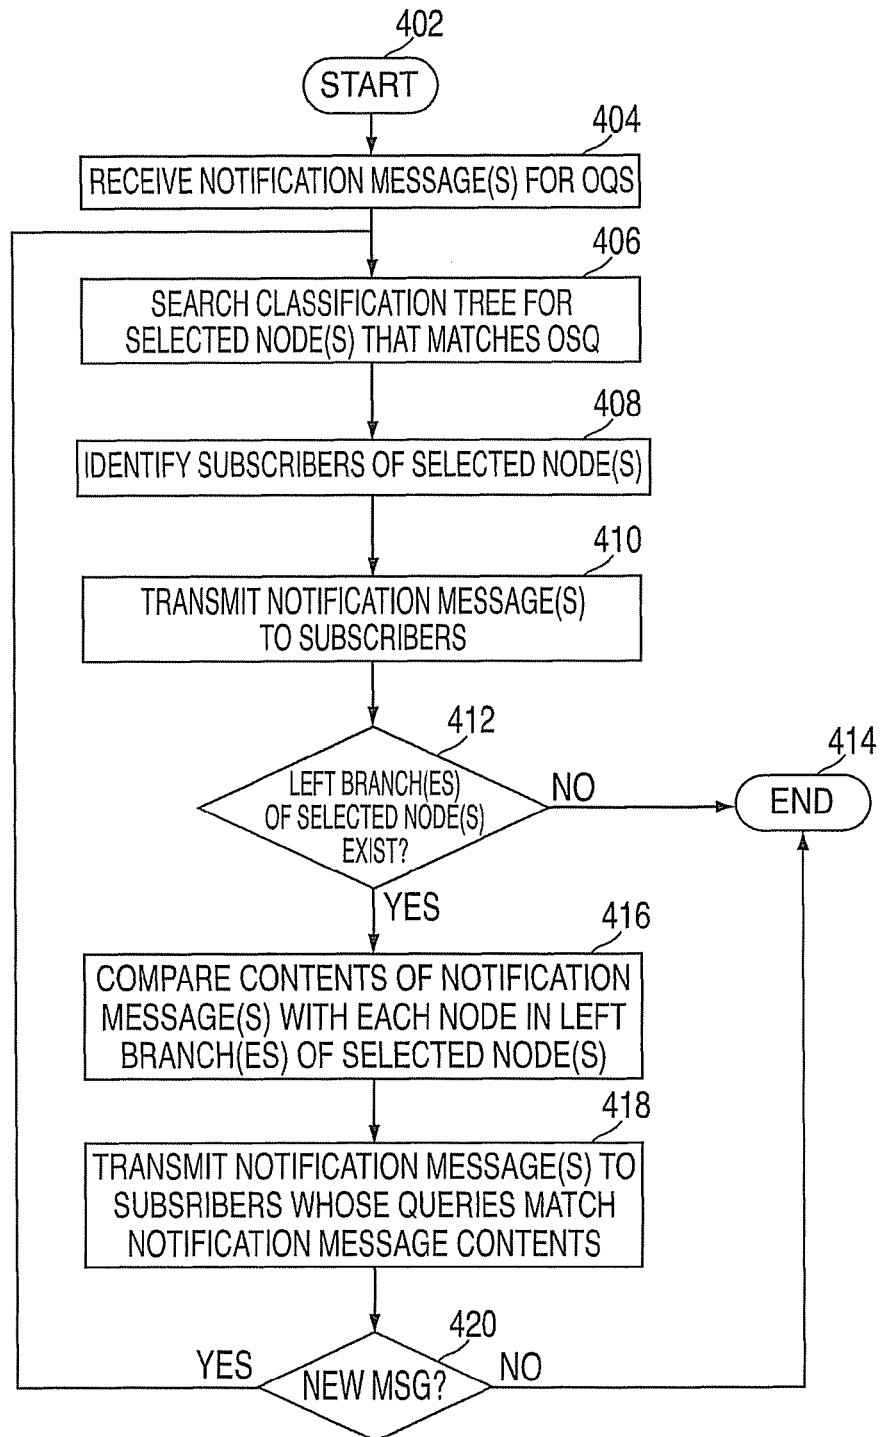 402
START
404
RECEIVE NOTIFICATION MESSAGE(S) FOR OQS
406
SEARCH CLASSIFICATION TREE FOR
SELECTED NODE(S) THAT MATCHES OSQ
408
IDENTIFY SUBSCRIBERS OF SELECTED NODE(S)
410
TRANSMIT NOTIFICATION MESSAGE(S)
TO SUBSCRIBERS
412
LEFT BRANCH(ES)
OF SELECTED NODE(S)
EXIST?
NO
414
END
YES
416
COMPARE CONTENTS OF NOTIFICATION
MESSAGE(S) WITH EACH NODE IN LEFT
BRANCH(ES) OF SELECTED NODE(S)
418
TRANSMIT NOTIFICATION MESSAGE(S) TO
SUBSRIBERS WHOSE QUERIES MATCH
NOTIFICATION MESSAGE CONTENTS
420
YES
NEW MSG?
NO